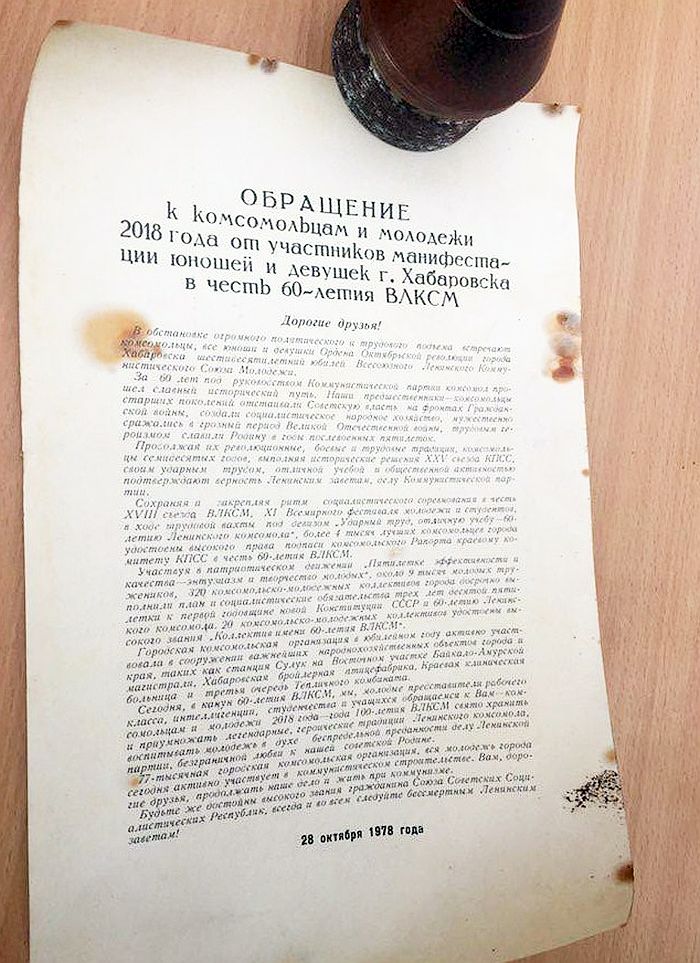 ОБРАЩЕНИЕ
к комсомольцам и молодежи
2018 года от участников манифеста-
ции юношей и девушек г. Хабаровска
в честь 60-летия ВЛКСМ
Дорогие друзья!
В обстановке огромного политического и трудового подъема встречают
комсомольцы, все юноши и девушки Ордена Октябрьской революции города
Хабаровска шестидесятилетний юбилей Всесоюзного Ленинского Комму-
нистического Союза Молодежи.
За 60 лет под руководством Коммунистической партии комсомол про-
шел славный исторический путь. Наши предшественники—комсомольцы
старших поколений отстаивали Советскую власть на фронтах Граждан-
ской войны, создали социалистическое народное хозяйство, мужественно
сражались в грозный период Великой Отечественной войны, трудовым ге-
роизмом славили Родину в годы послевоенных пятилеток.
Продолжая их революционные, боевые и трудовые традиции, комсомоль-
цы семидесятых годов, выполняя исторические решения XXV съезда КПСС,
своим ударным трудом, отличной учебой и общественной активностью
подтверждают верность Ленинским заветам, делу Коммунистической пар-
тии.
Сохраняя и закрепляя ритм социалистического соревнования в честь
XVIII съезда ВЛКСМ, XI Всемирного фестиваля молодежи и студентов,
в ходе трудовой вахты под девизом „Ударный труд, отличную учебу—60-
летию Ленинского комсомола“, более 4 тысяч лучших комсомольцев города
удостоены высокого права подписи комсомольского Рапорта краевому ко-
митету КПСС в честь 60-летия ВЛКСМ.
Участвуя в патриотическом движении „Пятилетке эффективности и
качества—энтузиазм и творчество молодых“, около 9 тысяч молодых тру-
жеников, 320 комсомольско-молодежных коллективов города досрочно вы-
полнили план и социалистические обязательства трех лет десятой пяти-
летки к первой годовщине новой Конституции СССР и 60-летию Ленин-
кого комсомола. 20 комсомольско-молодежных коллективов удостоены вы-
сокого звания „Коллектив имени 60-летия ВЛКСМ“.
Городская комсомольская организация в юбилейном году активно участ-
вовала в сооружении важнейших народнохозяйственных объектов города и
края, таких как станция Сулук на Восточном участке Байкало-Амурской
магистрали, Хабаровская бройлерная птицефабрика, Краевая клиническая
больница и третья очередь Тепличного комбината.
Сегодня, в канун 60-летия ВЛКСМ, мы, молодые преставители рабочего
класса, интеллигенции, студенчества и учащихся обращаемся к Вам—ком-
сомольцам и молодежи 2018 года—года 100-летия ВЛКСМ свято хранить
и приумножать легендарные, героические традиции Ленинского комсомола,
воспитывать молодежь в духе беспредельной преданности делу Ленинской
партии, безграничной любви к нашей советской Родине.
77-тысячная городская комсомольская организация, вся молодежь города
сегодня активно участвует в коммунистическом строительстве. Вам, доро-
гие друзья, продолжать наше дело и жить при коммунизме.
Будьте же достойны высокого звания гражданина Союза Советских Соци-
алистических Республик, всегда и во всем следуйте бессмертным Ленинским
заветам!
28 октября 1978 года